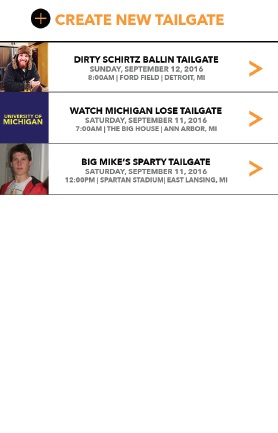 CREATE NEW TAILGATE
DIRTY SCHIRTZ BALLIN TAILGATE
SUNDAY, SEPTEMBER 12, 2016
8:00AM | FORD FIELD | DETROIT, MI
UNIVERSITY OF
MICHIGAN
WATCH MICHIGAN LOSE TAILGATE
SATURDAY, SEPTEMBER 11, 2016
7:00AM | THE BIG HOUSE | ANN ARBOR, MI
BIG MIKE'S SPARTY TAILGATE
SATURDAY, SEPTEMBER 11, 2016
12:00PM | SPARTAN STADIUM| EAST LANSING, MI